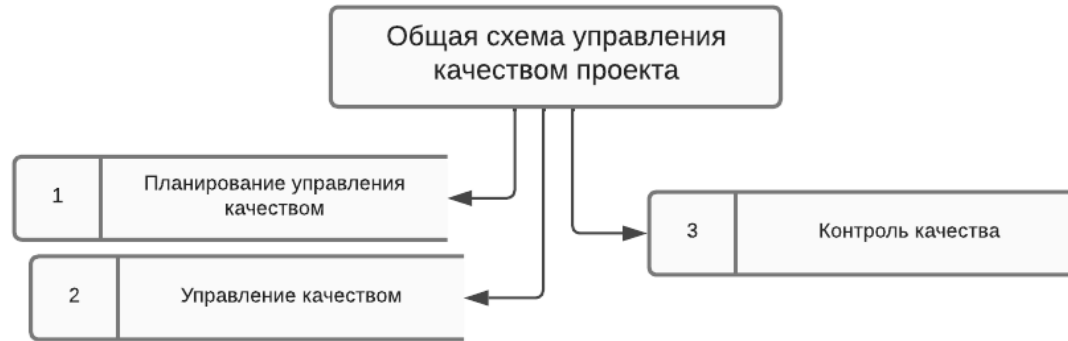 Общая схема управления
качеством проекта
1
Планирование управления
качеством
2
Управление качеством
3
Контроль качества